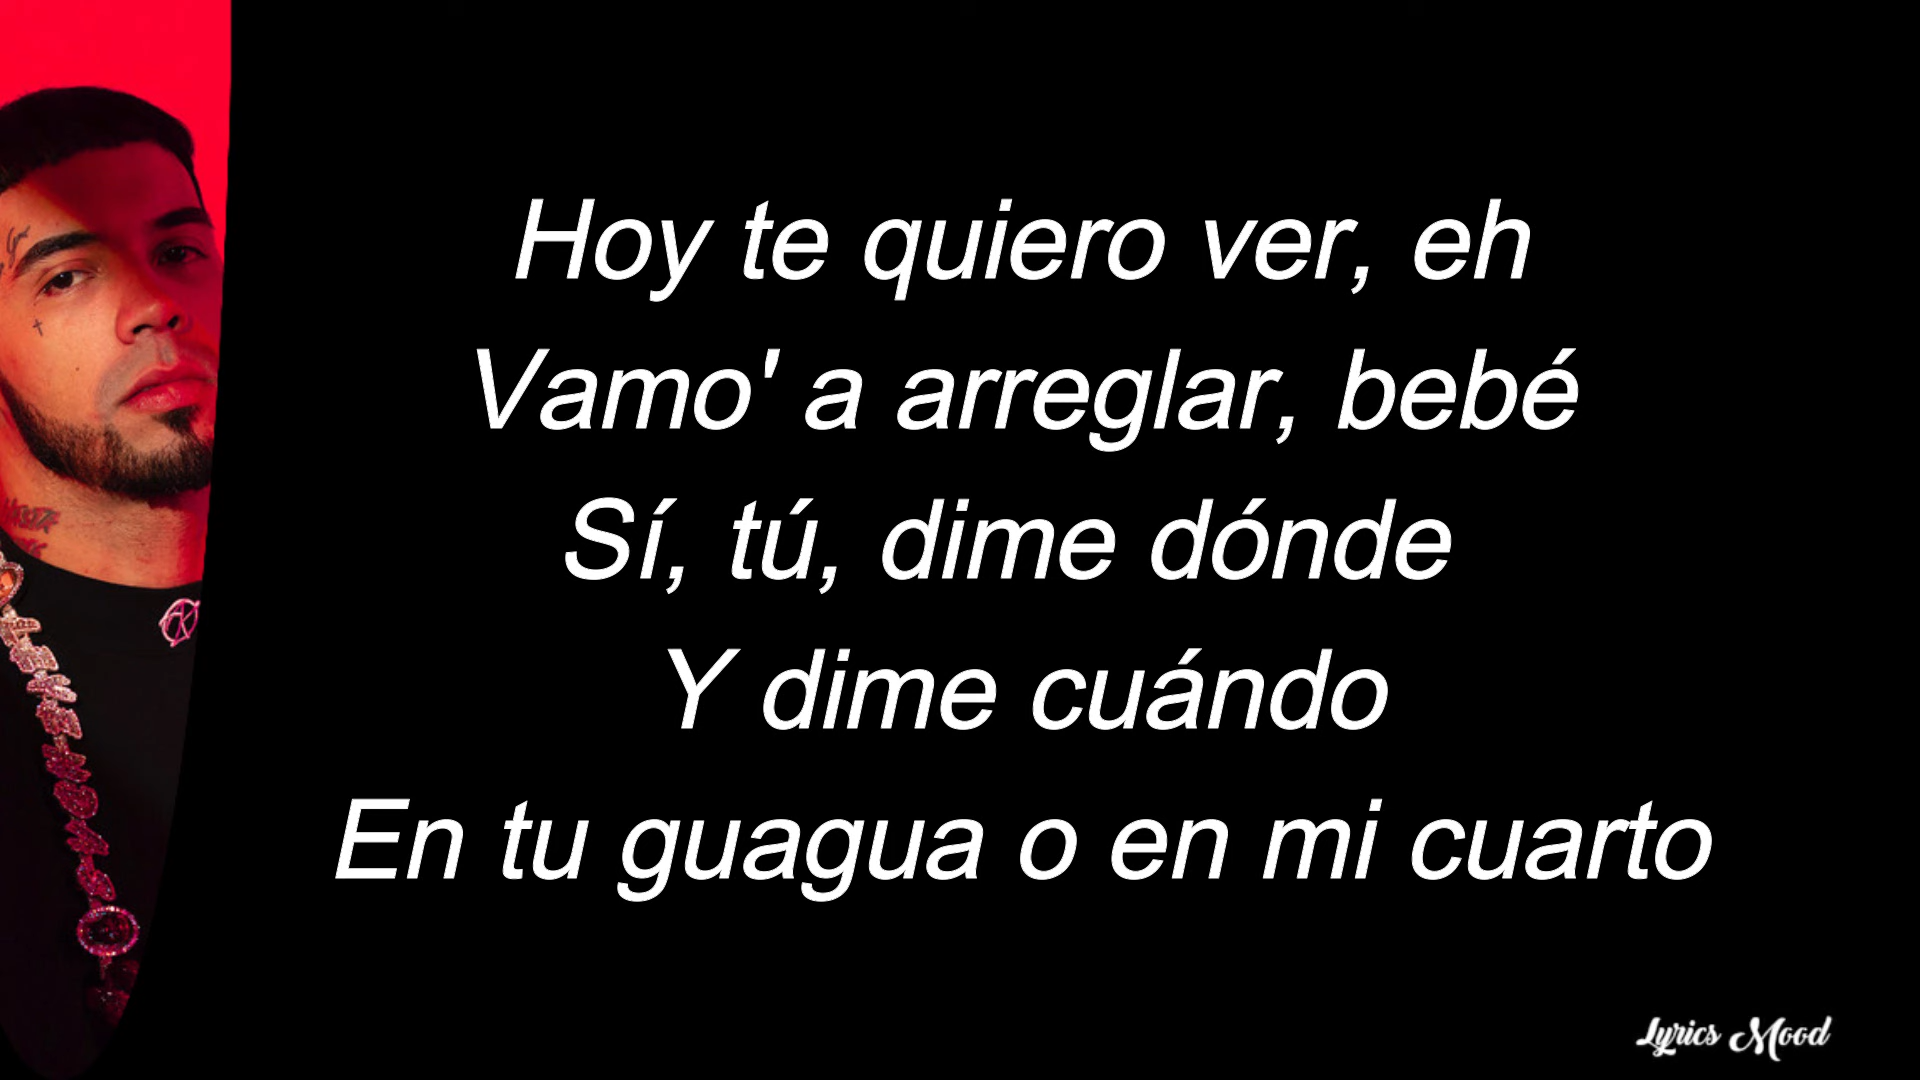 Hoy te quiero ver, eh
Vamo' a arreglar, bebé
Sí, tú, dime dónde
Y dime cuándo
En tu guagua o en mi cuarto
Lyrics Mood